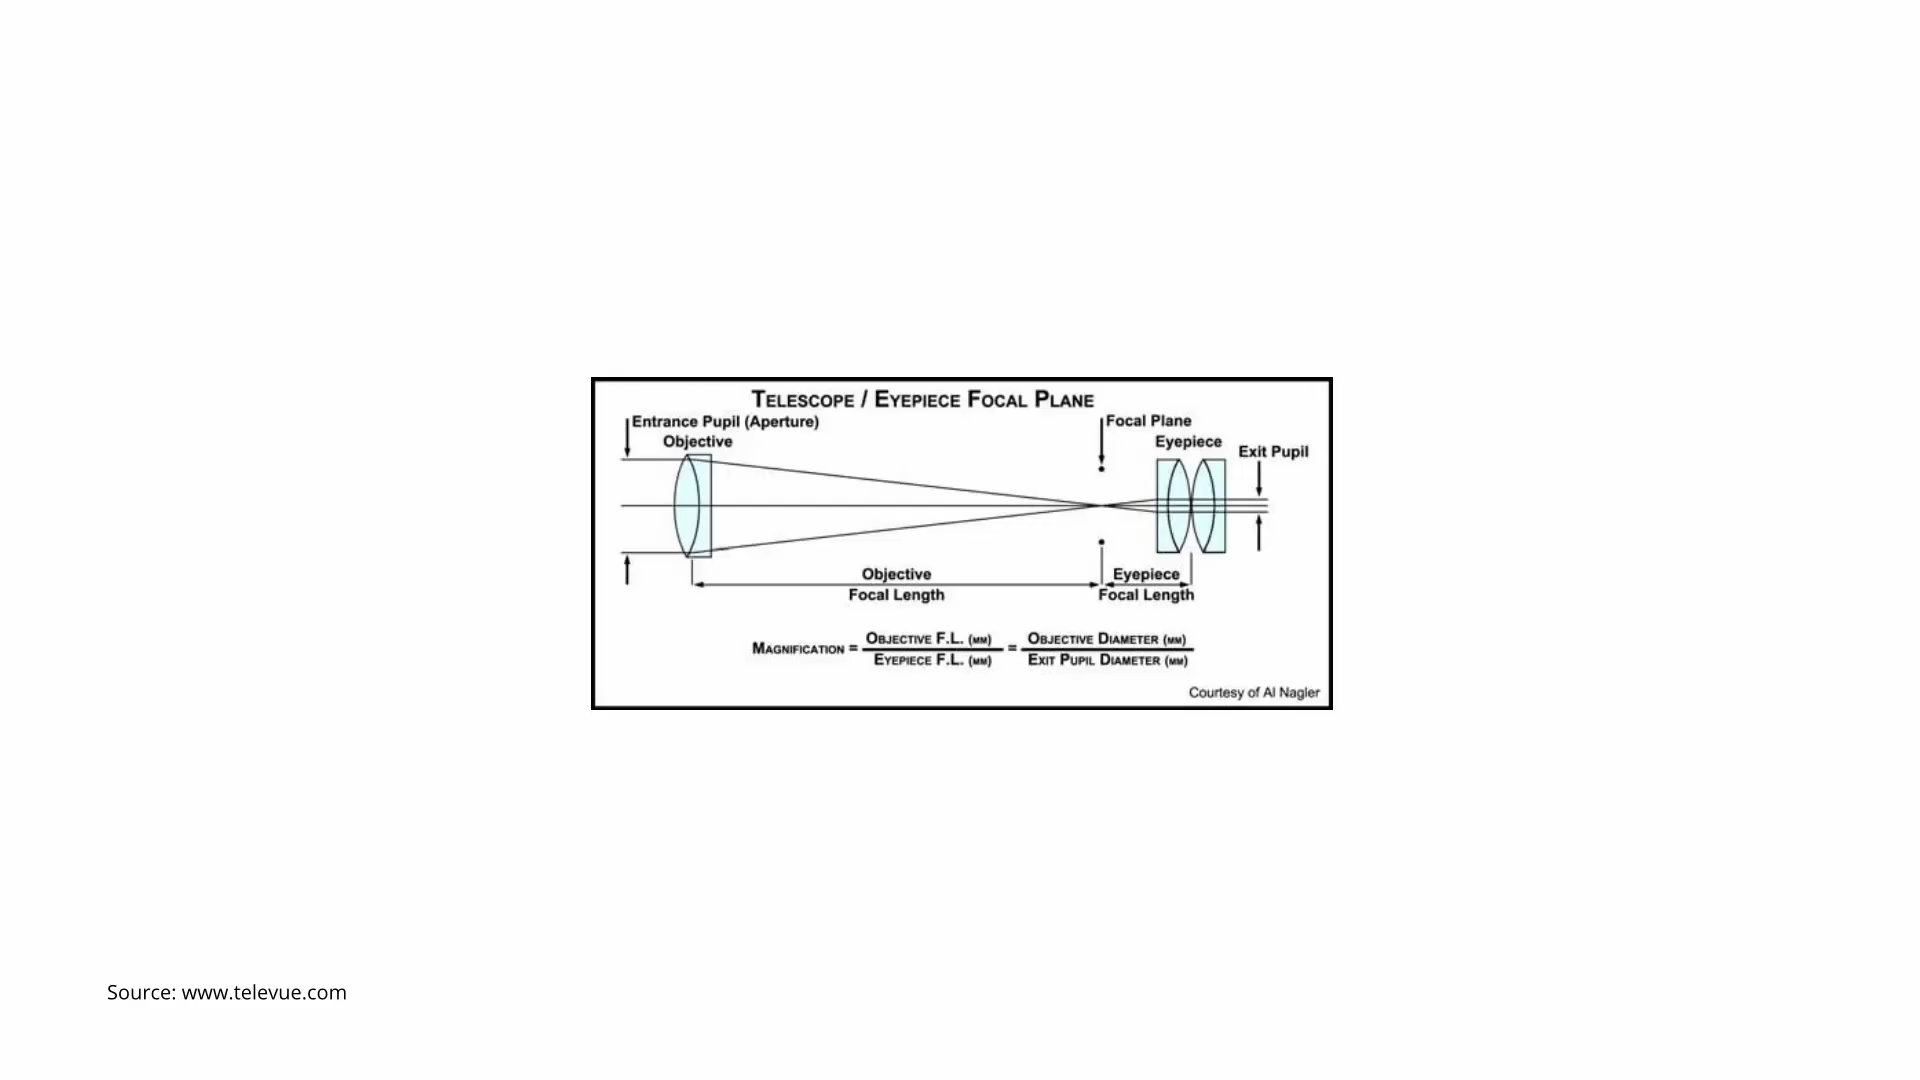 TELESCOPE / EYEPIECE FOCAL PLANE
Entrance Pupil (Aperture)
Objective
Focal Plane
Eyepiece
Exit Pupil
Objective
Focal Length
Eyepiece
Focal Length
MAGNIFICATION = OBJECTIVE F.L. (MM) / EYEPIECE F.L. (MM) = OBJECTIVE DIAMETER (MM) / EXIT PUPIL DIAMETER (MM)
Courtesy of Al Nagler
Source: www.televue.com